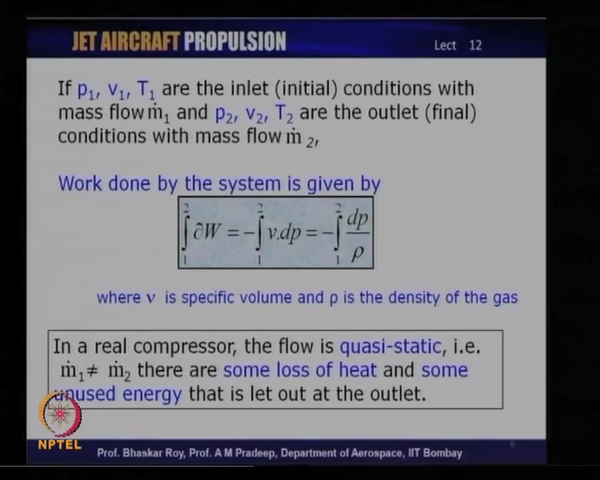 JET AIRCRAFT PROPULSION Lect 12
If p₁, v₁, T₁ are the inlet (initial) conditions with
mass flow ṁ₁ and p₂, v₂, T₂ are the outlet (final)
conditions with mass flow ṁ ₂,
Work done by the system is given by
∫₁² ∂W = -∫₁² v.dp = -∫₁² dp/ρ
where v is specific volume and ρ is the density of the gas
In a real compressor, the flow is quasi-static, i.e.
ṁ₁≠ ṁ₂ there are some loss of heat and some
unused energy that is let out at the outlet.
NPTEL
Prof. Bhaskar Roy, Prof. A M Pradeep, Department of Aerospace, IIT Bombay